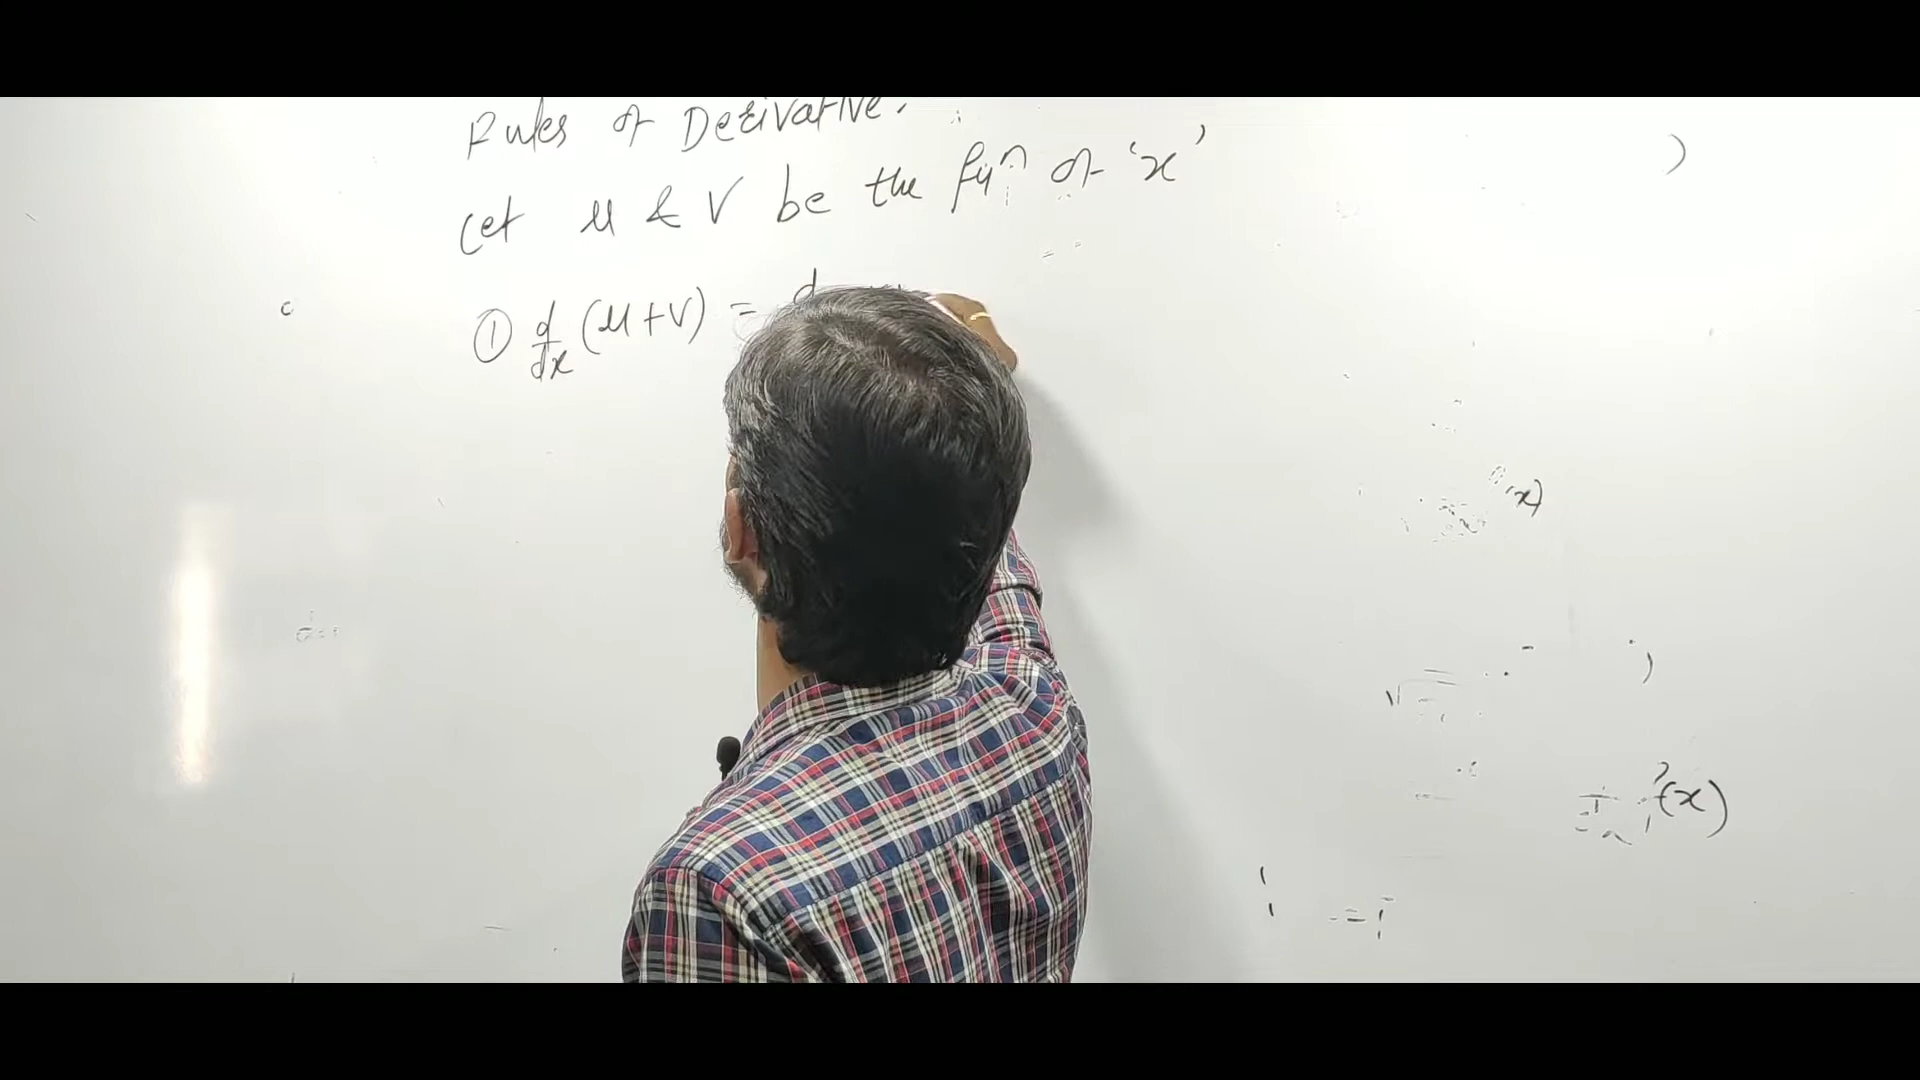 Rules of Derivative.
Let u & V be the fuⁿ of 'x'
① d/dx (u+V) = d
(x)
(x)